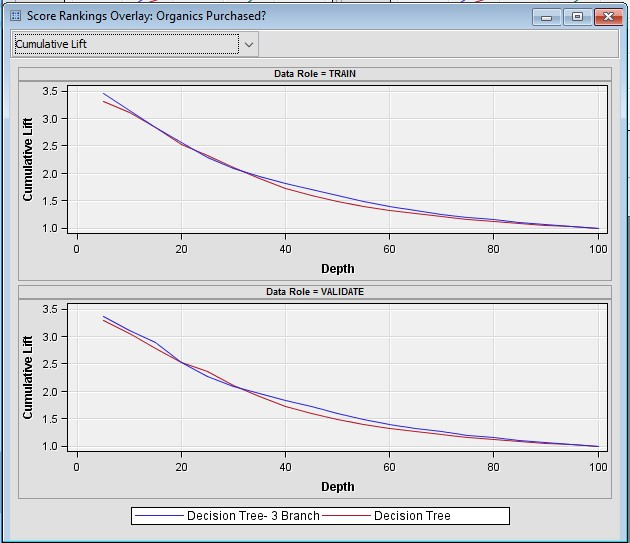 Score Rankings Overlay: Organics Purchased?
Cumulative Lift
Data Role = TRAIN
Cumulative Lift
3.5
3.0
2.5
2.0
1.5
1.0
0 20 40 60 80 100
Depth
Data Role = VALIDATE
Cumulative Lift
3.5
3.0
2.5
2.0
1.5
1.0
0 20 40 60 80 100
Depth
Decision Tree- 3 Branch Decision Tree